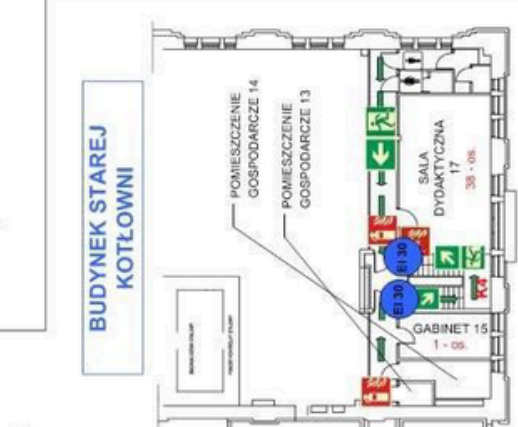 BUDYNEK STAREJ
KOTŁOWNI
POMIESZCZENIE
GOSPODARCZE 14
POMIESZCZENIE
GOSPODARCZE 13
SALA
DYDAKTYCZNA
17
38 - os.
EI 30
EI 30
K4
GABINET 15
1 - os.